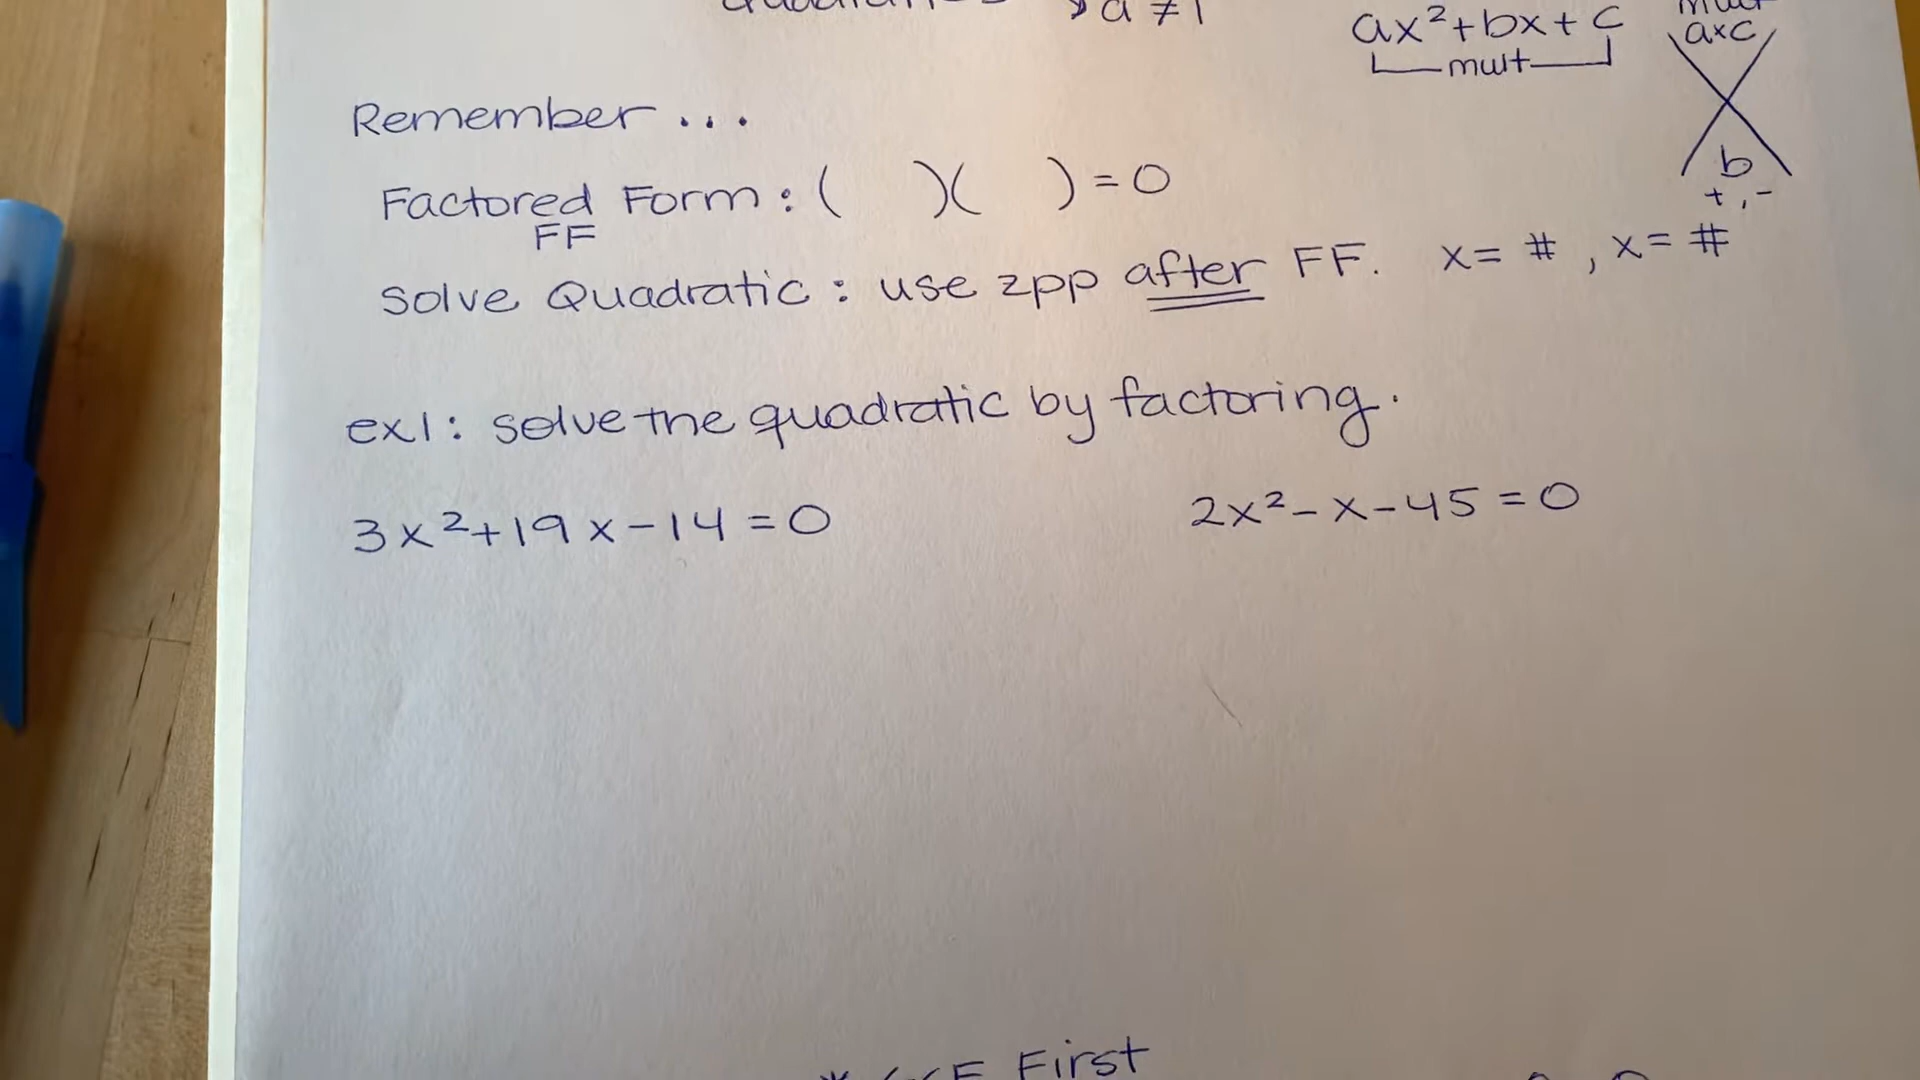 a ≠ 1
ax² + bx + c
mult
axc
b
+, -
Remember ...
Factored Form : ( )( ) = 0
FF
Solve Quadratic : use zpp after FF. x = # , x = #
ex1: solve the quadratic by factoring.
3x² + 19x - 14 = 0
2x² - x - 45 = 0
First